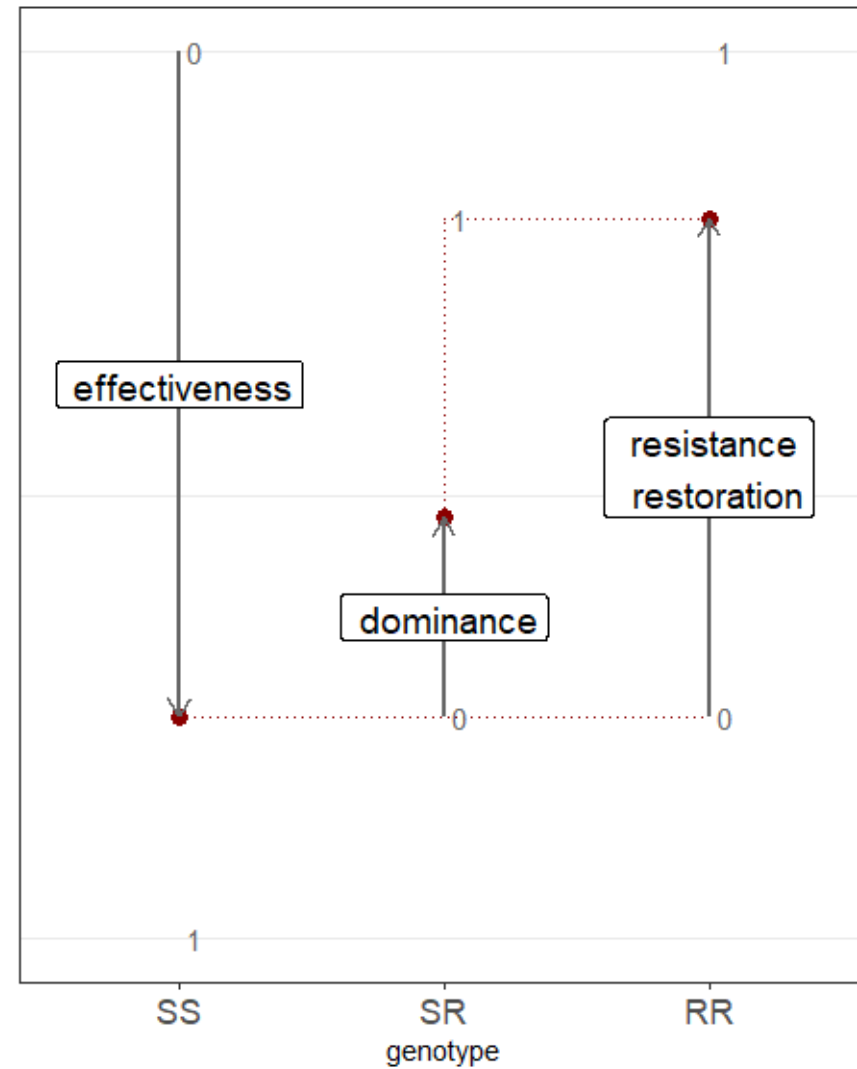 0
1
1
effectiveness
resistance
restoration
dominance
0
0
1
SS
SR
RR
genotype